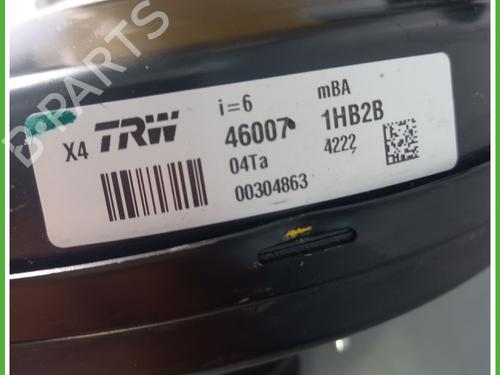 B-PARTS
i=6 mBA
X4 TRW 46007 1HB2B
04Ta 4222
00304863